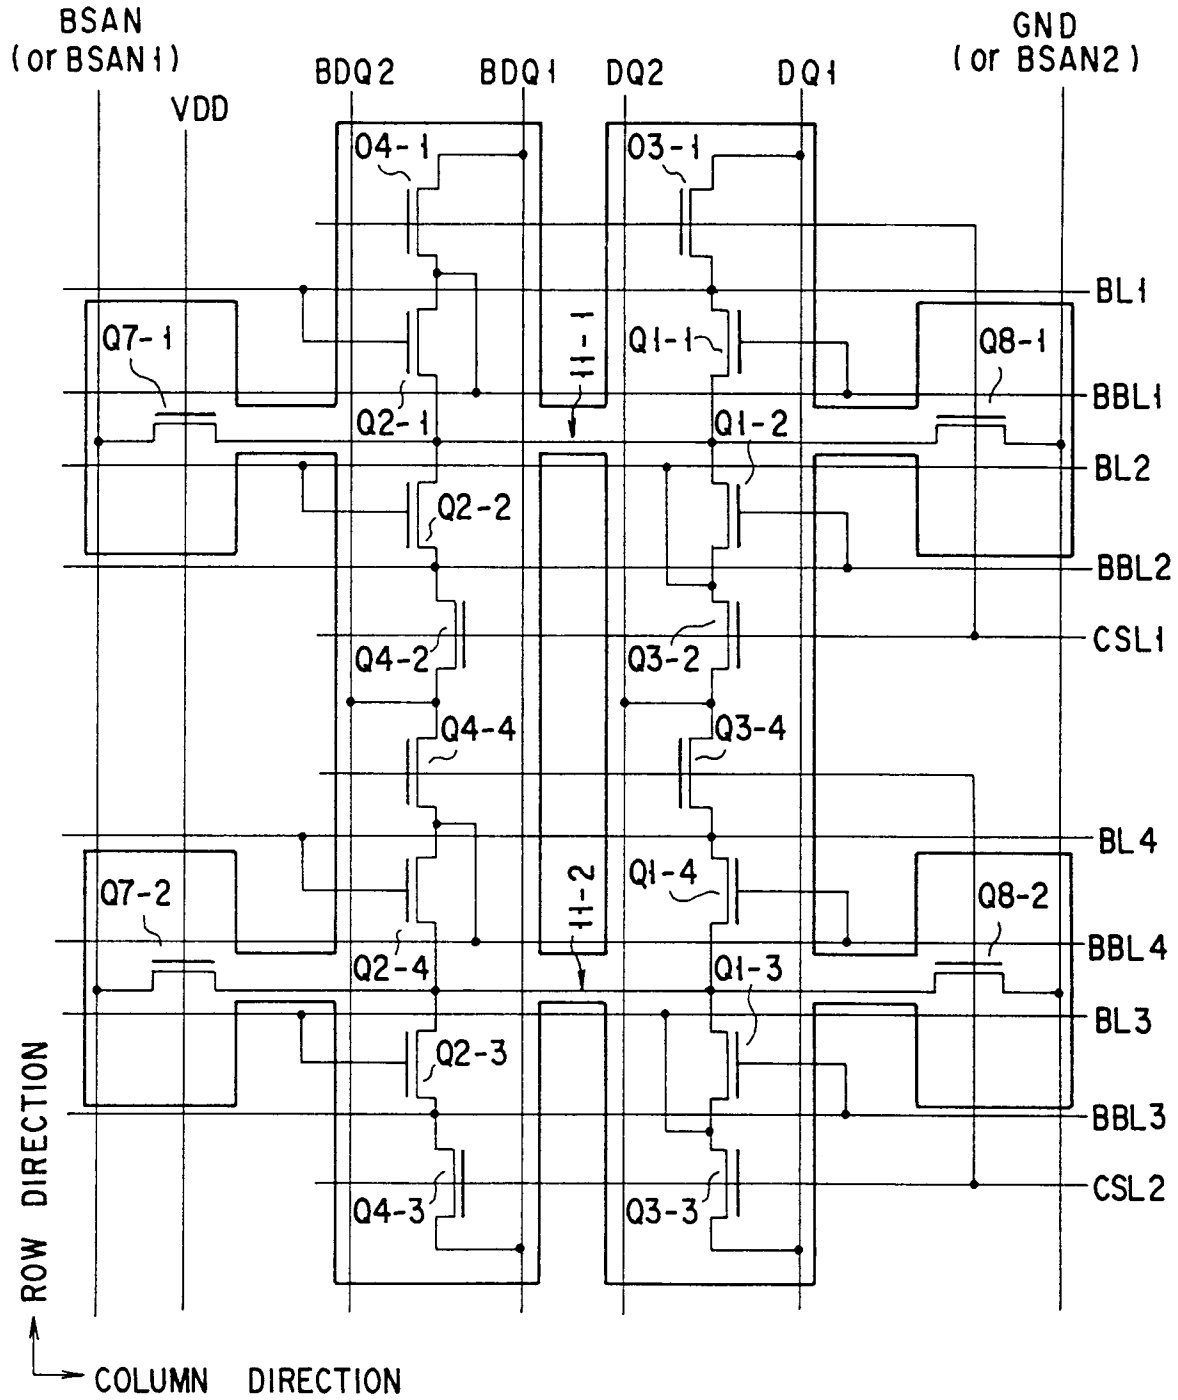 BSAN
(or BSAN1)
GND
(or BSAN2)
BDQ2
BDQ1
DQ2
DQ1
VDD
O4-1
O3-1
BL1
Q7-1
11-1
Q1-1
Q8-1
BBL1
Q2-1
Q1-2
BL2
Q2-2
BBL2
CSL1
Q4-2
Q3-2
Q4-4
Q3-4
BL4
Q7-2
11-2
Q1-4
Q8-2
BBL4
Q2-4
Q1-3
BL3
Q2-3
BBL3
CSL2
Q4-3
Q3-3
ROW DIRECTION
COLUMN DIRECTION